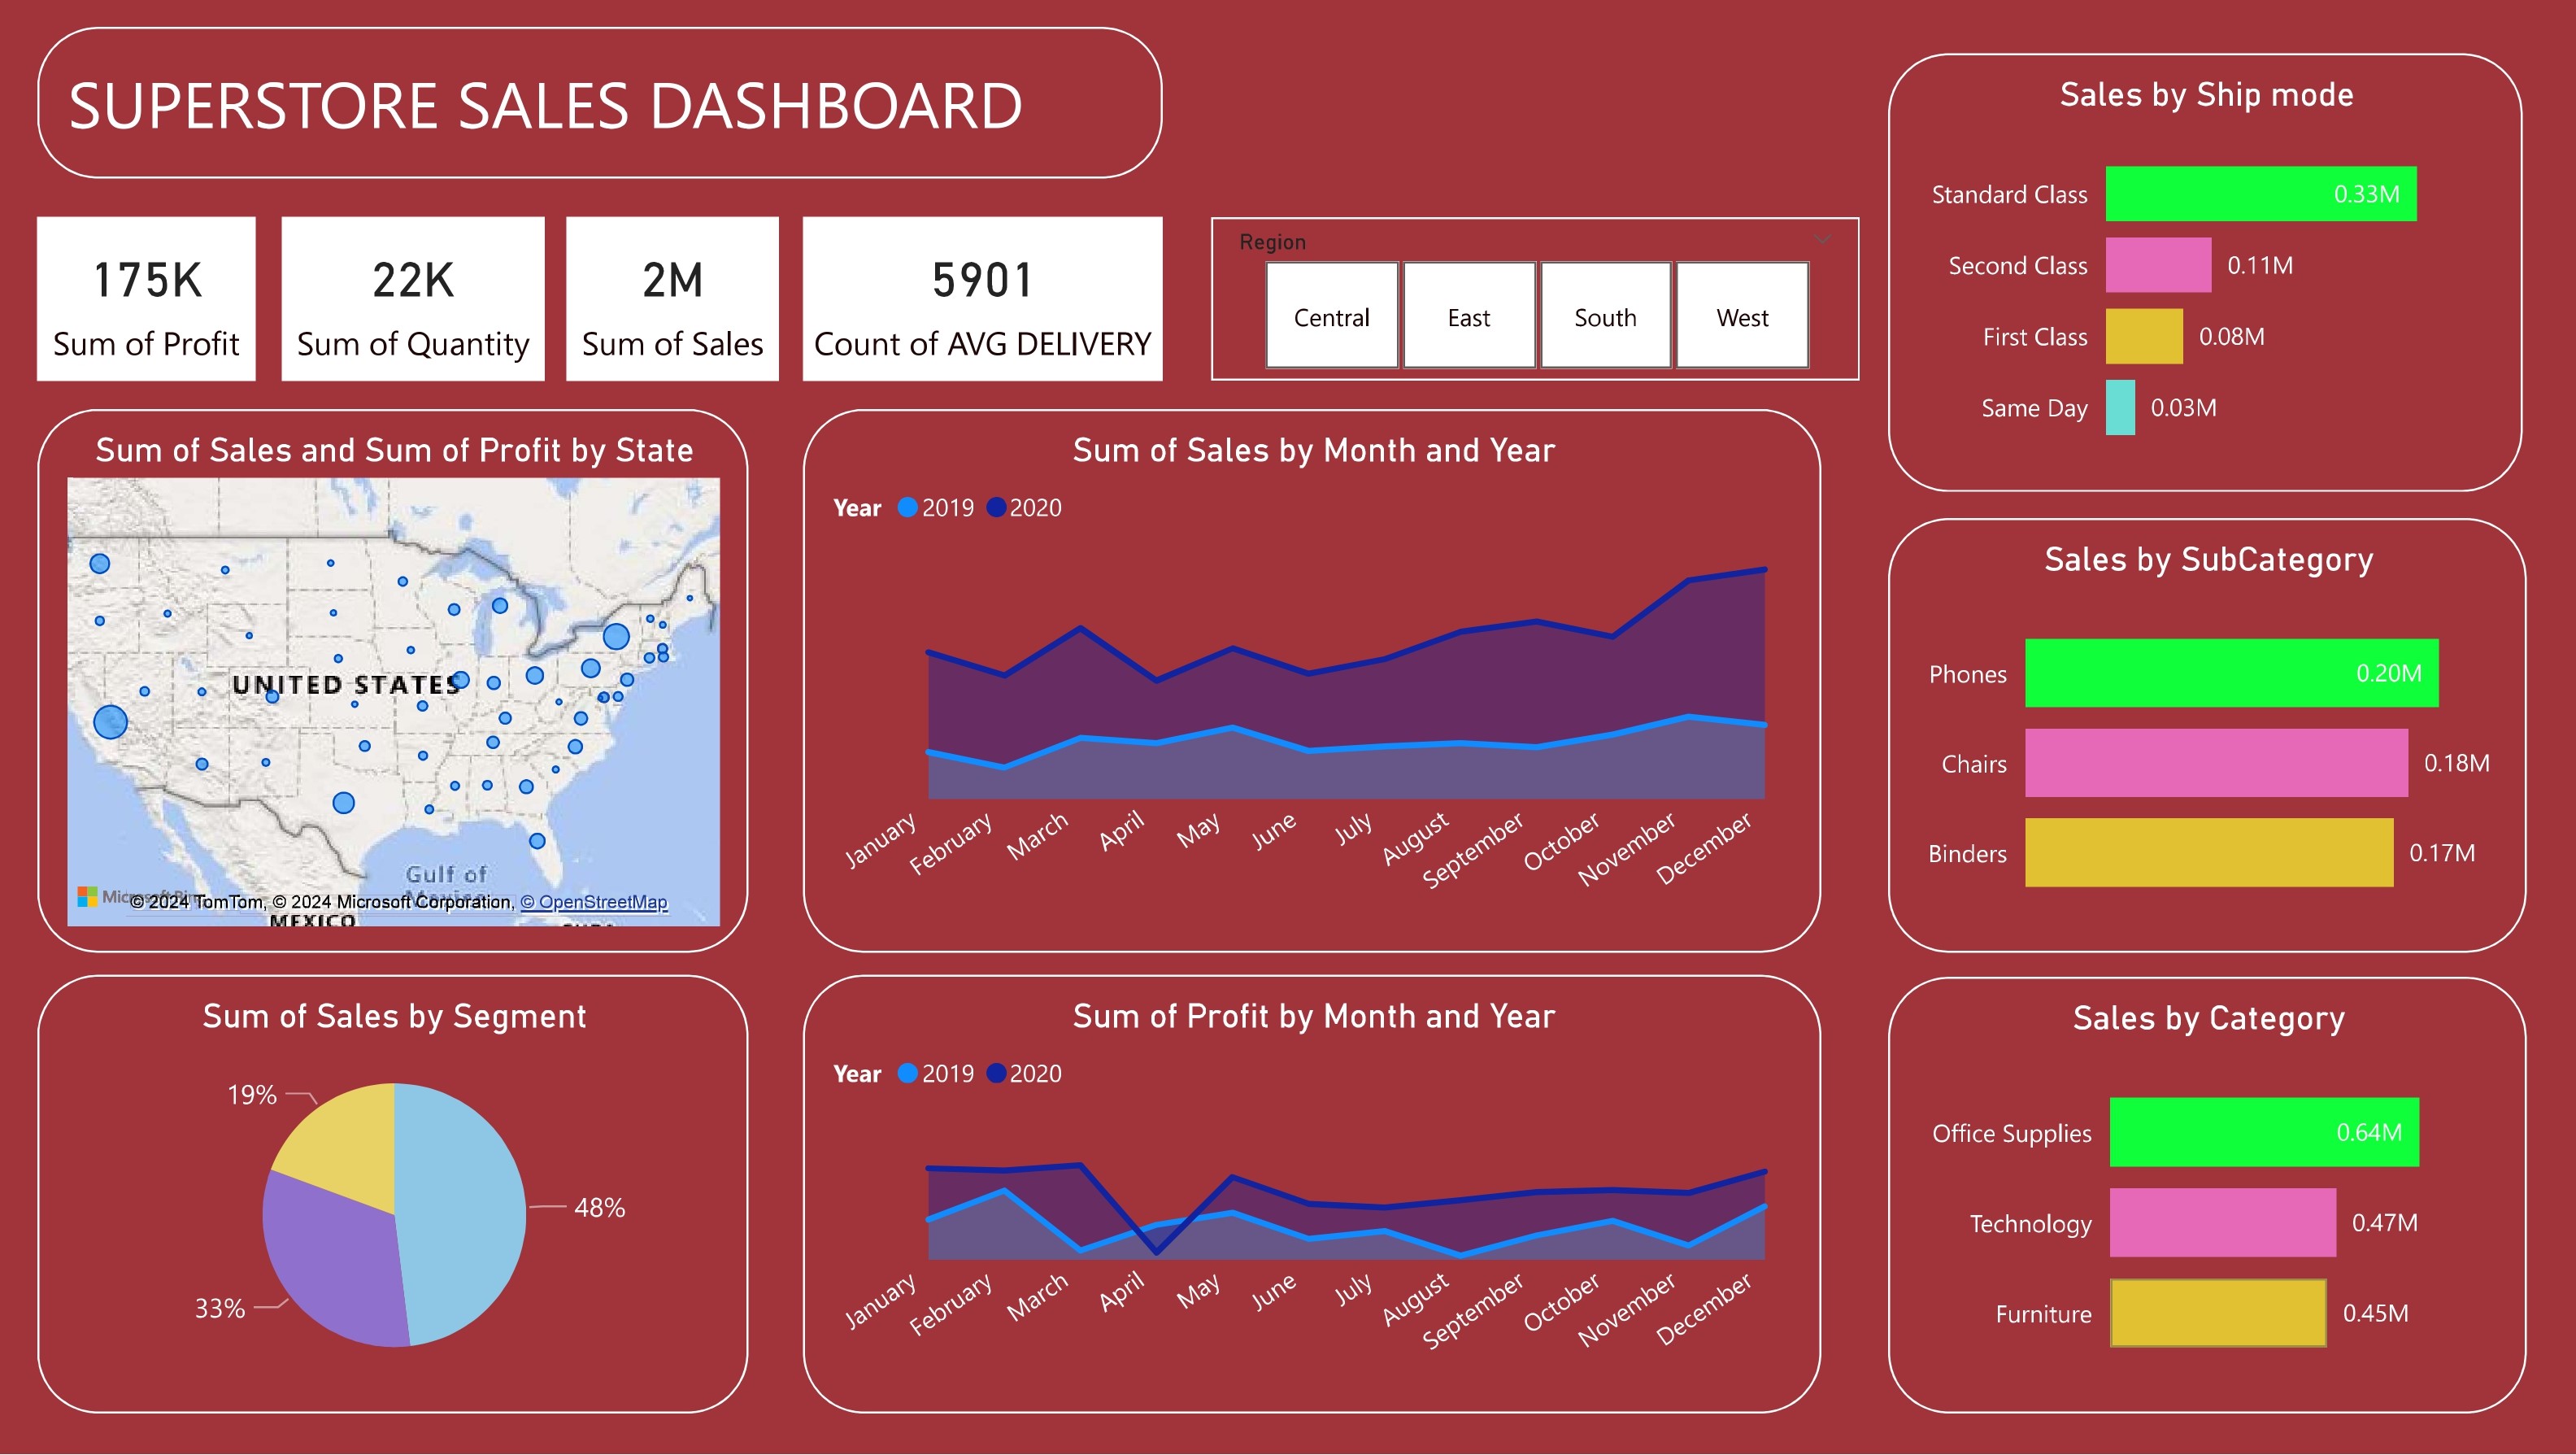 SUPERSTORE SALES DASHBOARD
175K
Sum of Profit
22K
Sum of Quantity
2M
Sum of Sales
5901
Count of AVG DELIVERY
Region
Central
East
South
West
Sales by Ship mode
Standard Class
0.33M
Second Class
0.11M
First Class
0.08M
Same Day
0.03M
Sum of Sales and Sum of Profit by State
UNITED STATES
Gulf of
© 2024 TomTom, © 2024 Microsoft Corporation, © OpenStreetMap
MEXICO
Sum of Sales by Month and Year
Year 2019 2020
January
February
March
April
May
June
July
August
September
October
November
December
Sales by SubCategory
Phones
0.20M
Chairs
0.18M
Binders
0.17M
Sum of Sales by Segment
19%
48%
33%
Sum of Profit by Month and Year
Year 2019 2020
January
February
March
April
May
June
July
August
September
October
November
December
Sales by Category
Office Supplies
0.64M
Technology
0.47M
Furniture
0.45M